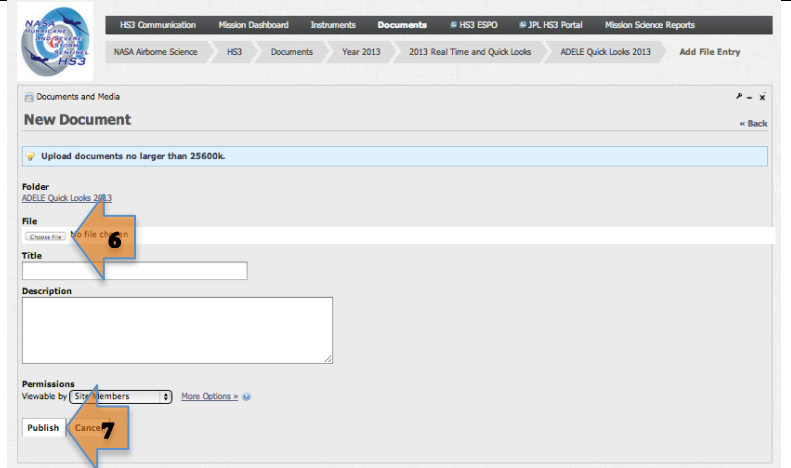 NASA
HURRICANE
AND SEVERE
STORM
SENTINEL
HS3
HS3 Communication Mission Dashboard Instruments Documents HS3 ESPO JPL HS3 Portal Mission Science Reports
NASA Airborne Science HS3 Documents Year 2013 2013 Real Time and Quick Looks ADELE Quick Looks 2013 Add File Entry
Documents and Media
New Document
« Back
Upload documents no larger than 25600k.
Folder
ADELE Quick Looks 2013
File
Choose File No file chosen
6
Title
Description
Permissions
Viewable by Site Members More Options »
Publish Cancel
7